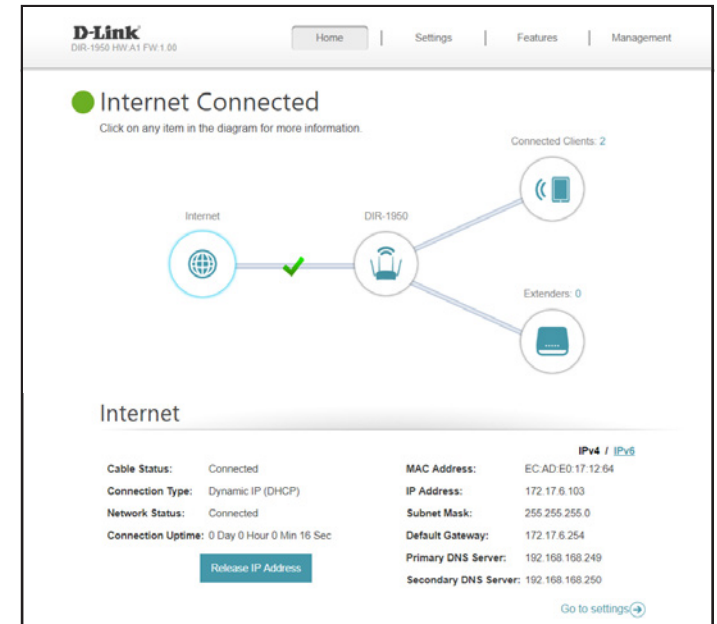 D-Link
DIR-1950 HW:A1 FW:1.00
Home | Settings | Features | Management
Internet Connected
Click on any item in the diagram for more information.
Connected Clients: 2
Internet
DIR-1950
Extenders: 0
Internet
IPv4 / IPv6
Cable Status: Connected
Connection Type: Dynamic IP (DHCP)
Network Status: Connected
Connection Uptime: 0 Day 0 Hour 0 Min 16 Sec
Release IP Address
MAC Address: EC:AD:E0:17:12:64
IP Address: 172.17.6.103
Subnet Mask: 255.255.255.0
Default Gateway: 172.17.6.254
Primary DNS Server: 192.168.168.249
Secondary DNS Server: 192.168.168.250
Go to settings